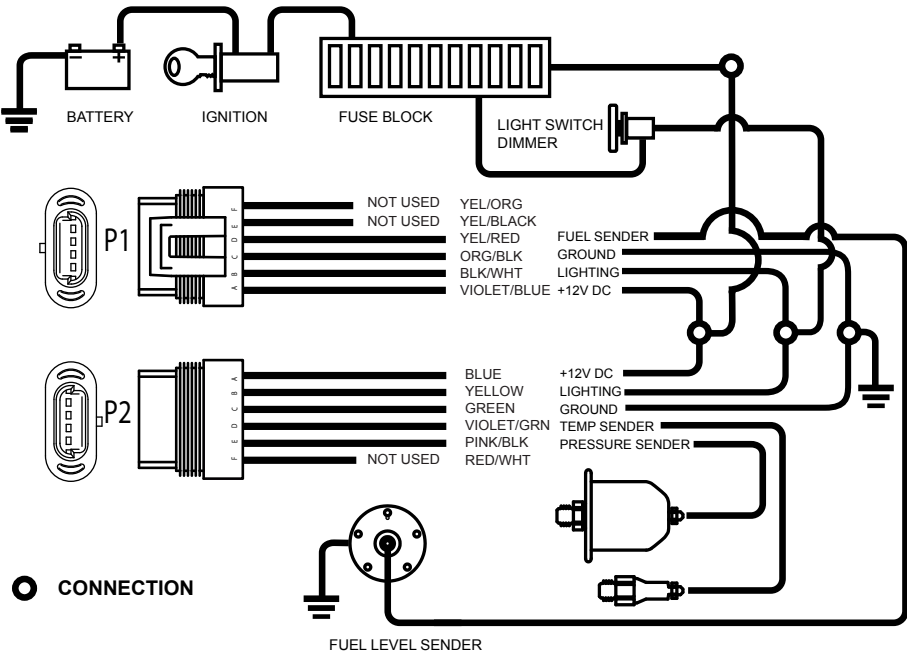 BATTERY
IGNITION
FUSE BLOCK
LIGHT SWITCH
DIMMER
P1
F
E
D
C
B
A
NOT USED YEL/ORG
NOT USED YEL/BLACK
YEL/RED FUEL SENDER
ORG/BLK GROUND
BLK/WHT LIGHTING
VIOLET/BLUE +12V DC
P2
A
B
C
D
E
F
BLUE +12V DC
YELLOW LIGHTING
GREEN GROUND
VIOLET/GRN TEMP SENDER
PINK/BLK PRESSURE SENDER
NOT USED RED/WHT
CONNECTION
FUEL LEVEL SENDER